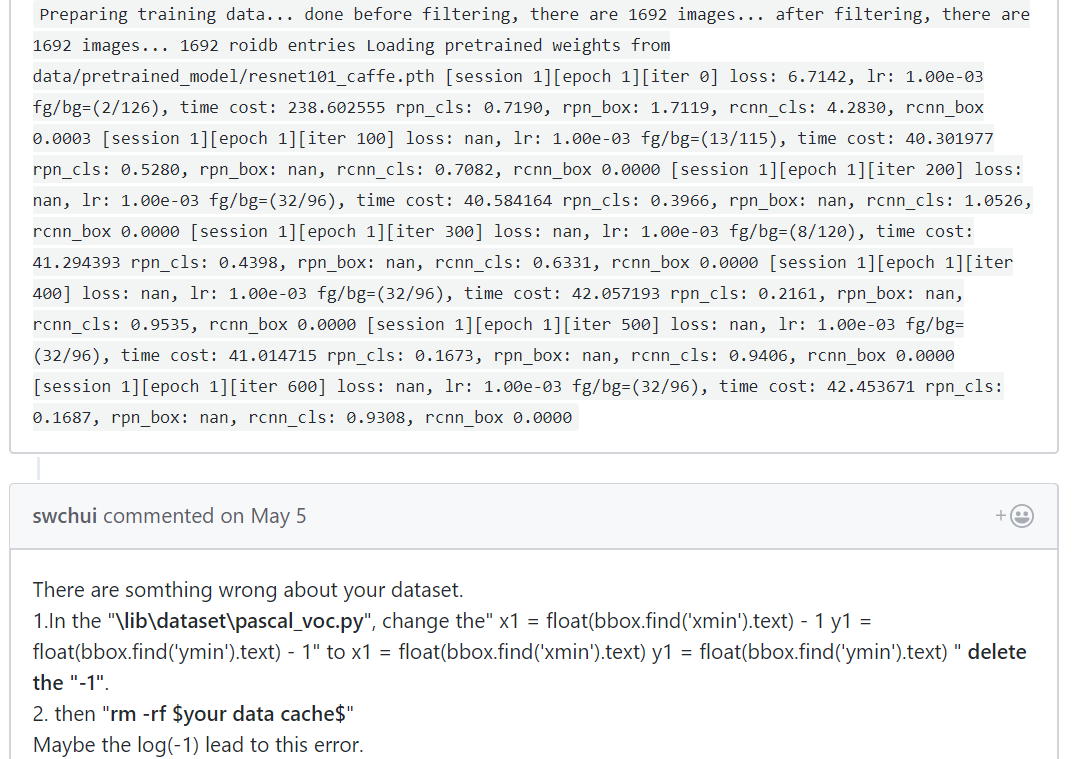 Preparing training data... done before filtering, there are 1692 images... after filtering, there are
1692 images... 1692 roidb entries Loading pretrained weights from
data/pretrained_model/resnet101_caffe.pth [session 1][epoch 1][iter 0] loss: 6.7142, lr: 1.00e-03
fg/bg=(2/126), time cost: 238.602555 rpn_cls: 0.7190, rpn_box: 1.7119, rcnn_cls: 4.2830, rcnn_box
0.0003 [session 1][epoch 1][iter 100] loss: nan, lr: 1.00e-03 fg/bg=(13/115), time cost: 40.301977
rpn_cls: 0.5280, rpn_box: nan, rcnn_cls: 0.7082, rcnn_box 0.0000 [session 1][epoch 1][iter 200] loss:
nan, lr: 1.00e-03 fg/bg=(32/96), time cost: 40.584164 rpn_cls: 0.3966, rpn_box: nan, rcnn_cls: 1.0526,
rcnn_box 0.0000 [session 1][epoch 1][iter 300] loss: nan, lr: 1.00e-03 fg/bg=(8/120), time cost:
41.294393 rpn_cls: 0.4398, rpn_box: nan, rcnn_cls: 0.6331, rcnn_box 0.0000 [session 1][epoch 1][iter
400] loss: nan, lr: 1.00e-03 fg/bg=(32/96), time cost: 42.057193 rpn_cls: 0.2161, rpn_box: nan,
rcnn_cls: 0.9535, rcnn_box 0.0000 [session 1][epoch 1][iter 500] loss: nan, lr: 1.00e-03 fg/bg=
(32/96), time cost: 41.014715 rpn_cls: 0.1673, rpn_box: nan, rcnn_cls: 0.9406, rcnn_box 0.0000
[session 1][epoch 1][iter 600] loss: nan, lr: 1.00e-03 fg/bg=(32/96), time cost: 42.453671 rpn_cls:
0.1687, rpn_box: nan, rcnn_cls: 0.9308, rcnn_box 0.0000
swchui commented on May 5
There are somthing wrong about your dataset.
1.In the "\lib\dataset\pascal_voc.py", change the" x1 = float(bbox.find('xmin').text) - 1 y1 =
float(bbox.find('ymin').text) - 1" to x1 = float(bbox.find('xmin').text) y1 = float(bbox.find('ymin').text) " delete
the "-1".
2. then "rm -rf $your data cache$"
Maybe the log(-1) lead to this error.